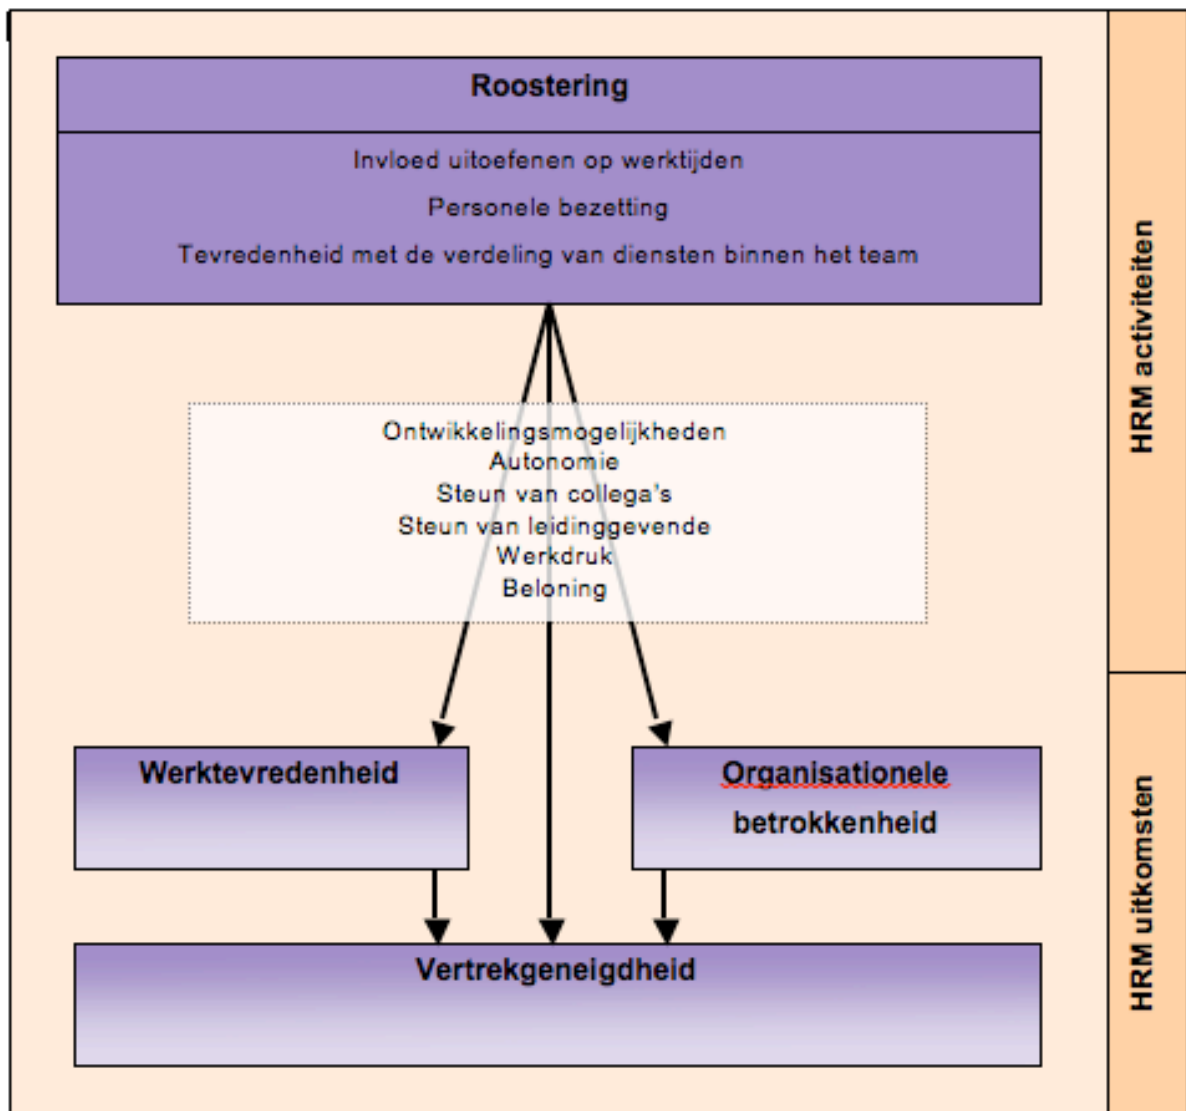 Roostering
Invloed uitoefenen op werktijden
Personele bezetting
Tevredenheid met de verdeling van diensten binnen het team
HRM activiteiten
Ontwikkelingsmogelijkheden
Autonomie
Steun van collega's
Steun van leidinggevende
Werkdruk
Beloning
Werktevredenheid
Organisationele
betrokkenheid
HRM uitkomsten
Vertrekgeneigdheid